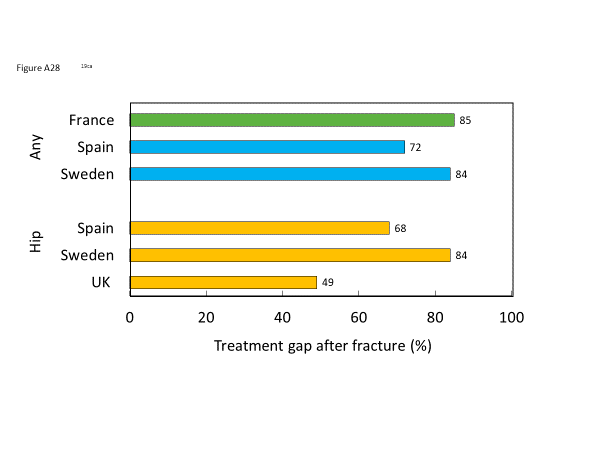 Figure A28 19ca
Any
France 85
Spain 72
Sweden 84
Hip
Spain 68
Sweden 84
UK 49
0 20 40 60 80 100
Treatment gap after fracture (%)